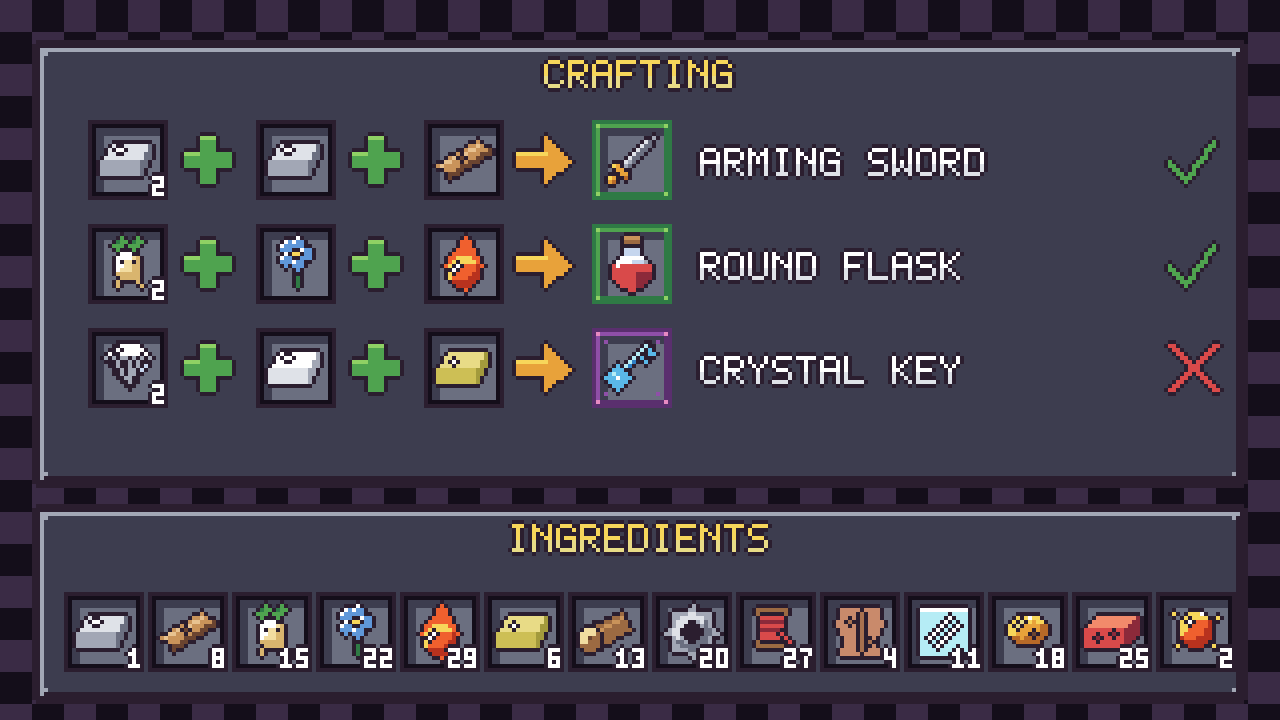 CRAFTING
2 ARMING SWORD
2 ROUND FLASK
2 CRYSTAL KEY
INGREDIENTS
1 8 15 22 29 6 13 20 27 4 11 18 25 2